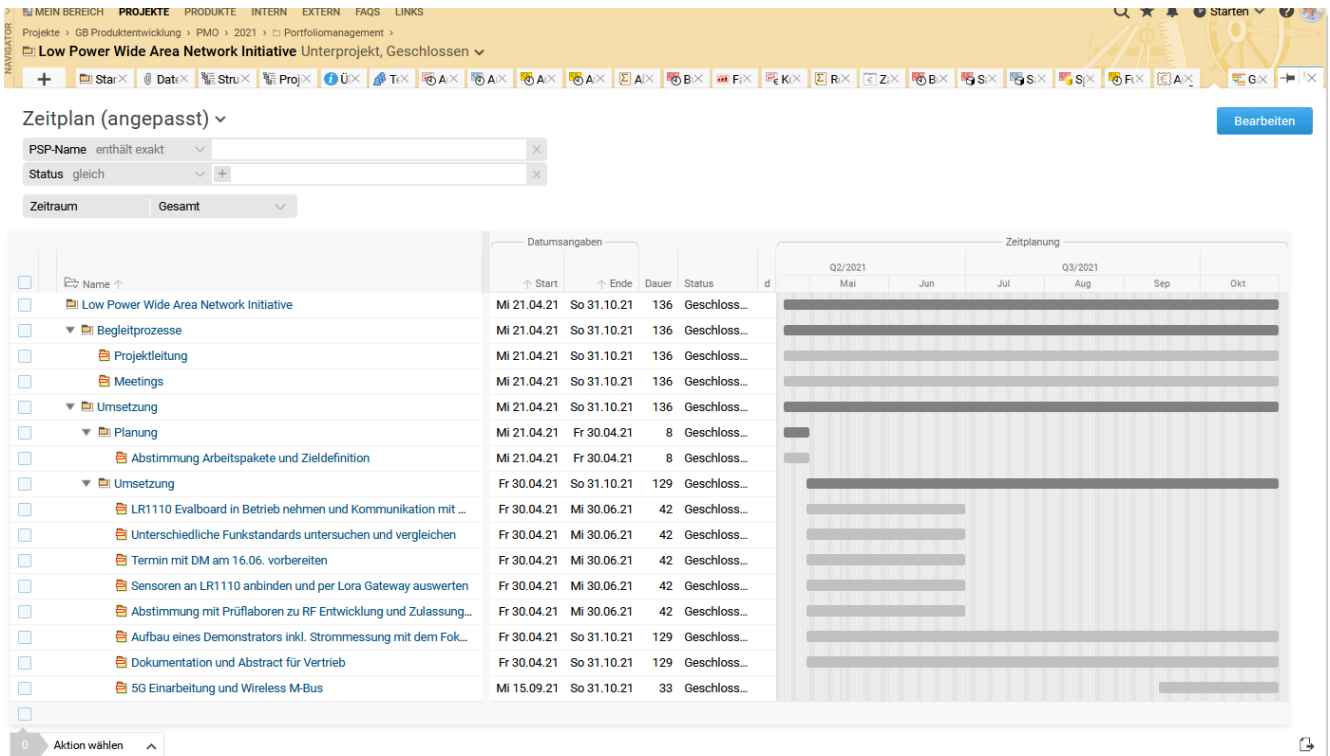 MEIN BEREICH PROJEKTE PRODUKTE INTERN EXTERN FAQS LINKS Starten
NAVIGATOR
Projekte › GB Produktentwicklung › PMO › 2021 › Portfoliomanagement ›
Low Power Wide Area Network Initiative Unterprojekt, Geschlossen
Zeitplan (angepasst)
Bearbeiten
PSP-Name enthält exakt
Status gleich
Zeitraum Gesamt
Datumsangaben Zeitplanung
Q2/2021 Q3/2021
Name Start Ende Dauer Status d Mai Jun Jul Aug Sep Okt
Low Power Wide Area Network Initiative Mi 21.04.21 So 31.10.21 136 Geschloss...
Begleitprozesse Mi 21.04.21 So 31.10.21 136 Geschloss...
Projektleitung Mi 21.04.21 So 31.10.21 136 Geschloss...
Meetings Mi 21.04.21 So 31.10.21 136 Geschloss...
Umsetzung Mi 21.04.21 So 31.10.21 136 Geschloss...
Planung Mi 21.04.21 Fr 30.04.21 8 Geschloss...
Abstimmung Arbeitspakete und Zieldefinition Mi 21.04.21 Fr 30.04.21 8 Geschloss...
Umsetzung Fr 30.04.21 So 31.10.21 129 Geschloss...
LR1110 Evalboard in Betrieb nehmen und Kommunikation mit ... Fr 30.04.21 Mi 30.06.21 42 Geschloss...
Unterschiedliche Funkstandards untersuchen und vergleichen Fr 30.04.21 Mi 30.06.21 42 Geschloss...
Termin mit DM am 16.06. vorbereiten Fr 30.04.21 Mi 30.06.21 42 Geschloss...
Sensoren an LR1110 anbinden und per Lora Gateway auswerten Fr 30.04.21 Mi 30.06.21 42 Geschloss...
Abstimmung mit Prüflaboren zu RF Entwicklung und Zulassung... Fr 30.04.21 Mi 30.06.21 42 Geschloss...
Aufbau eines Demonstrators inkl. Strommessung mit dem Fok... Fr 30.04.21 So 31.10.21 129 Geschloss...
Dokumentation und Abstract für Vertrieb Fr 30.04.21 So 31.10.21 129 Geschloss...
5G Einarbeitung und Wireless M-Bus Mi 15.09.21 So 31.10.21 33 Geschloss...
0 Aktion wählen